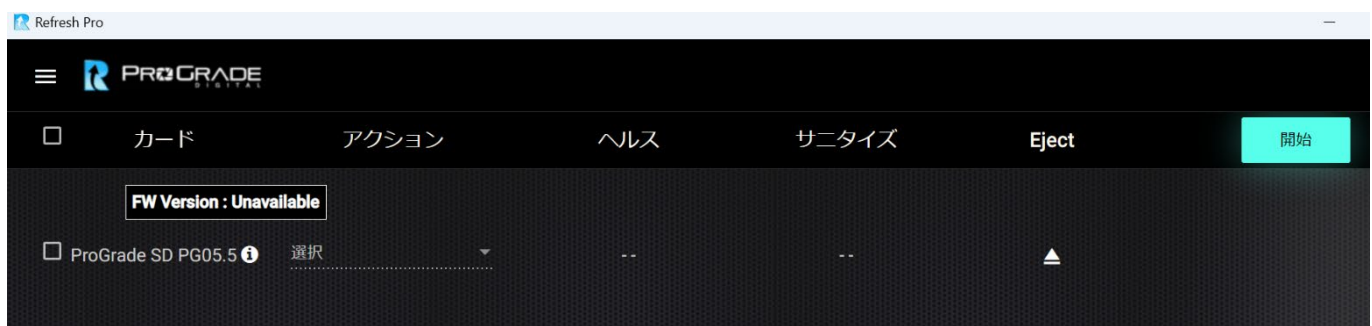 Refresh Pro
PROGRADE
DIGITAL
カード アクション ヘルス サニタイズ Eject 開始
FW Version : Unavailable
ProGrade SD PG05.5 選択 -- --